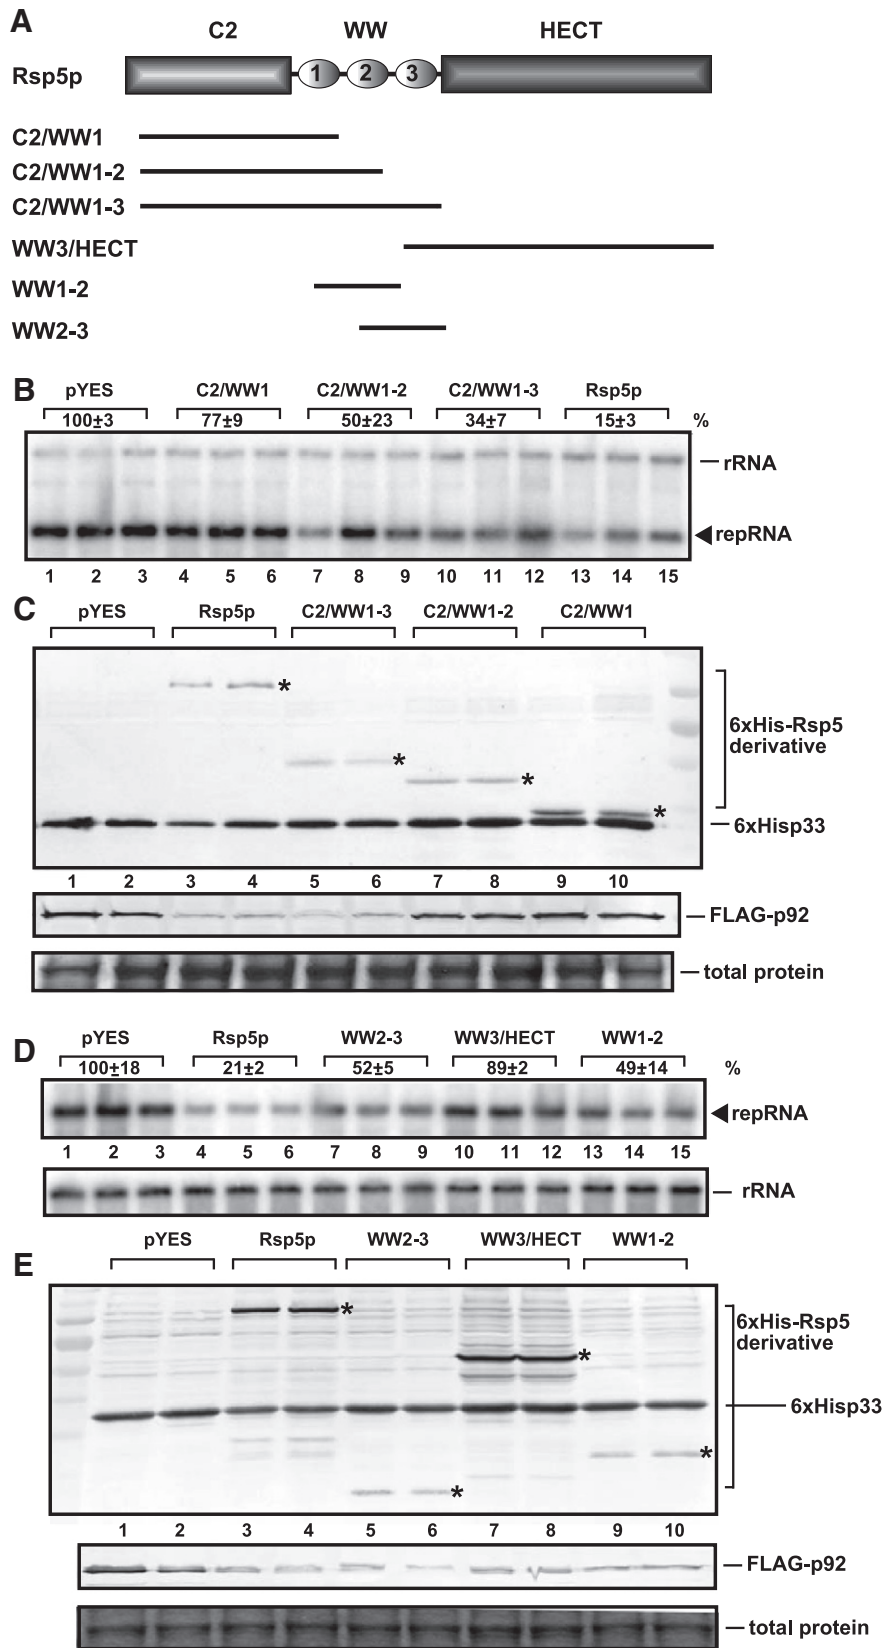 A
C2 WW HECT
Rsp5p 1 2 3
C2/WW1
C2/WW1-2
C2/WW1-3
WW3/HECT
WW1-2
WW2-3
B
pYES C2/WW1 C2/WW1-2 C2/WW1-3 Rsp5p
100±3 77±9 50±23 34±7 15±3 %
rRNA
repRNA
1 2 3 4 5 6 7 8 9 10 11 12 13 14 15
C
pYES Rsp5p C2/WW1-3 C2/WW1-2 C2/WW1
*
*
*
*
6xHis-Rsp5
derivative
6xHisp33
1 2 3 4 5 6 7 8 9 10
FLAG-p92
total protein
D
pYES Rsp5p WW2-3 WW3/HECT WW1-2
100±18 21±2 52±5 89±2 49±14 %
repRNA
1 2 3 4 5 6 7 8 9 10 11 12 13 14 15
rRNA
E
pYES Rsp5p WW2-3 WW3/HECT WW1-2
*
*
*
*
6xHis-Rsp5
derivative
6xHisp33
1 2 3 4 5 6 7 8 9 10
FLAG-p92
total protein